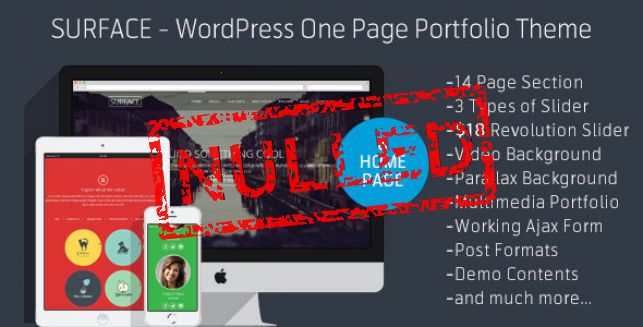 SURFACE - WordPress One Page Portfolio Theme
-14 Page Section
-3 Types of Slider
-$18 Revolution Slider
-Video Background
-Parallax Background
-Multimedia Portfolio
-Working Ajax Form
-Post Formats
-Demo Contents
-and much more...
SURFACE
NULLED
HOME
PAGE